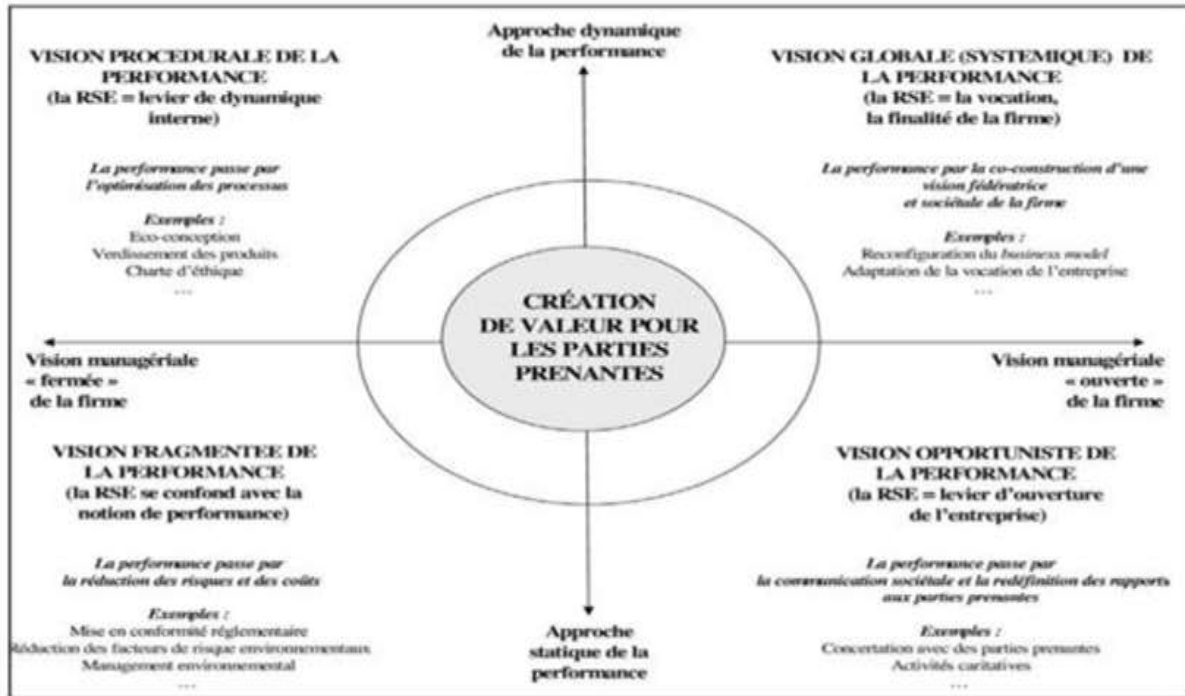 Approche dynamique
de la performance
VISION PROCEDURALE DE LA
PERFORMANCE
(la RSE = levier de dynamique
interne)
La performance passe par
l'optimisation des processus
Exemples :
Eco-conception
Verdissement des produits
Charte d'éthique
…
VISION GLOBALE (SYSTEMIQUE) DE
LA PERFORMANCE
(la RSE = la vocation,
la finalité de la firme)
La performance par la co-construction d'une
vision fédératrice
et sociétale de la firme
Exemples :
Reconfiguration du business model
Adaptation de la vocation de l'entreprise
…
CRÉATION
DE VALEUR POUR
LES PARTIES
PRENANTES
Vision managériale
« fermée »
de la firme
Vision managériale
« ouverte »
de la firme
VISION FRAGMENTEE DE
LA PERFORMANCE
(la RSE se confond avec la
notion de performance)
La performance passe par
la réduction des risques et des coûts
Exemples :
Mise en conformité réglementaire
Réduction des facteurs de risque environnementaux
Management environnemental
…
VISION OPPORTUNISTE DE
LA PERFORMANCE
(la RSE = levier d'ouverture
de l'entreprise)
La performance passe par
la communication sociétale et la redéfinition des rapports
aux parties prenantes
Exemples :
Concertation avec des parties prenantes
Activités caritatives
…
Approche
statique de la
performance